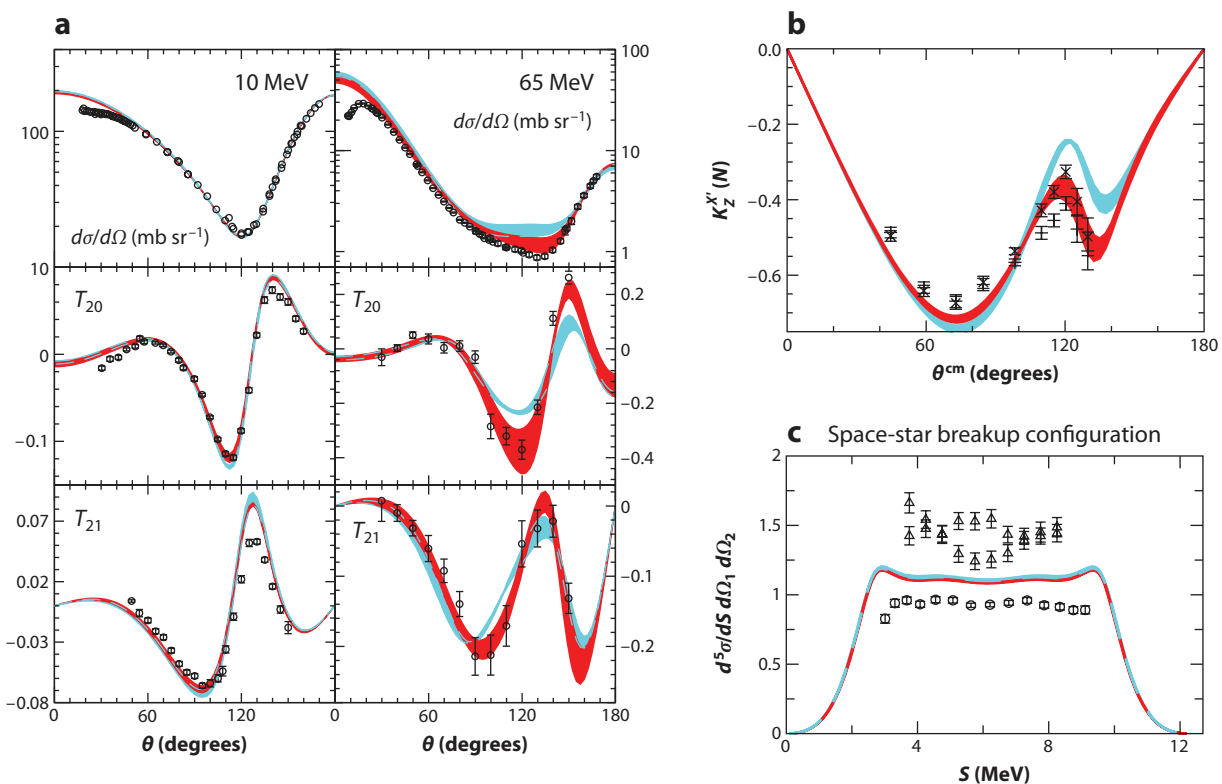 a
10 MeV
100
dσ/dΩ (mb sr⁻¹)
65 MeV
dσ/dΩ (mb sr⁻¹)
100
10
1
10
T₂₀
0
−0.1
T₂₀
0.2
0
−0.2
−0.4
T₂₁
0.07
0.02
−0.03
−0.08
T₂₁
0
−0.1
−0.2
0 60 120 0 60 120 180
θ (degrees) θ (degrees)
b
0.0
−0.2
−0.4
−0.6
K_Z^X′ (N)
0 60 120 180
θᶜᵐ (degrees)
c Space-star breakup configuration
2
1.5
1
0.5
0
d⁵σ/dS dΩ₁ dΩ₂
0 4 8 12
S (MeV)